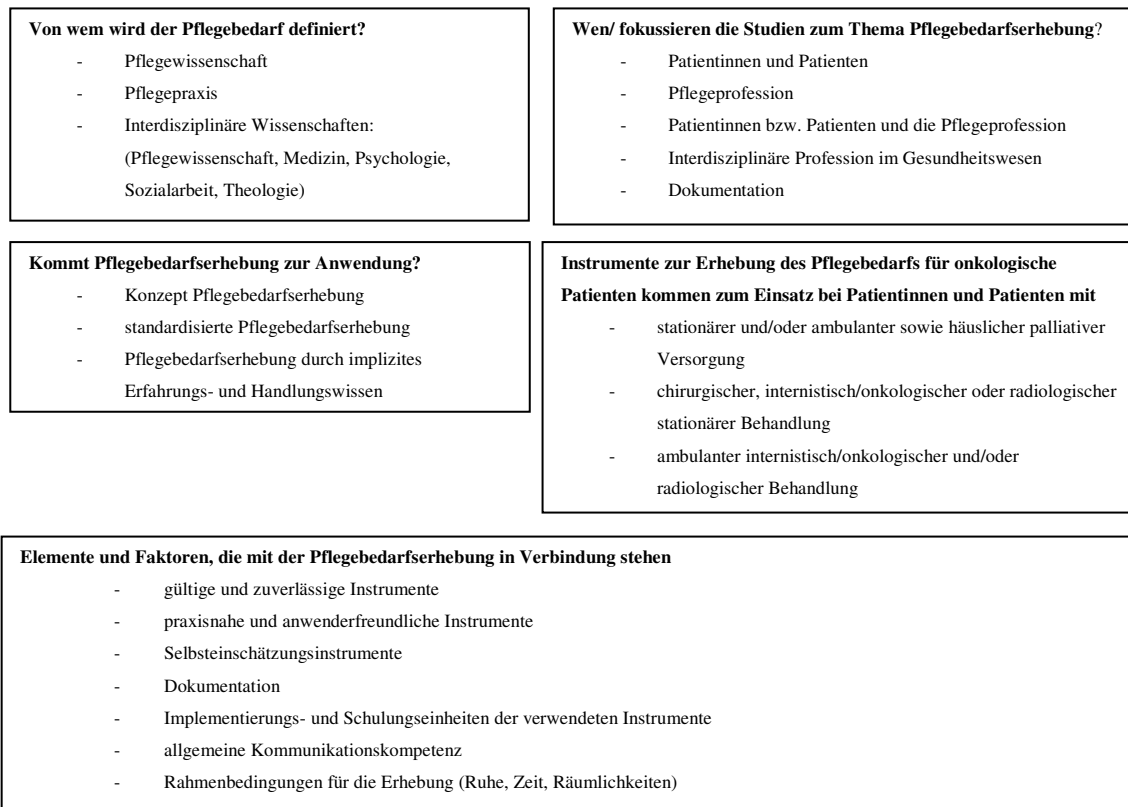 Von wem wird der Pflegebedarf definiert?
- Pflegewissenschaft
- Pflegepraxis
- Interdisziplinäre Wissenschaften:
(Pflegewissenschaft, Medizin, Psychologie,
Sozialarbeit, Theologie)
Wen/ fokussieren die Studien zum Thema Pflegebedarfserhebung?
- Patientinnen und Patienten
- Pflegeprofession
- Patientinnen bzw. Patienten und die Pflegeprofession
- Interdisziplinäre Profession im Gesundheitswesen
- Dokumentation
Kommt Pflegebedarfserhebung zur Anwendung?
- Konzept Pflegebedarfserhebung
- standardisierte Pflegebedarfserhebung
- Pflegebedarfserhebung durch implizites
Erfahrungs- und Handlungswissen
Instrumente zur Erhebung des Pflegebedarfs für onkologische
Patienten kommen zum Einsatz bei Patientinnen und Patienten mit
- stationärer und/oder ambulanter sowie häuslicher palliativer
Versorgung
- chirurgischer, internistisch/onkologischer oder radiologischer
stationärer Behandlung
- ambulanter internistisch/onkologischer und/oder
radiologischer Behandlung
Elemente und Faktoren, die mit der Pflegebedarfserhebung in Verbindung stehen
- gültige und zuverlässige Instrumente
- praxisnahe und anwenderfreundliche Instrumente
- Selbsteinschätzungsinstrumente
- Dokumentation
- Implementierungs- und Schulungseinheiten der verwendeten Instrumente
- allgemeine Kommunikationskompetenz
- Rahmenbedingungen für die Erhebung (Ruhe, Zeit, Räumlichkeiten)